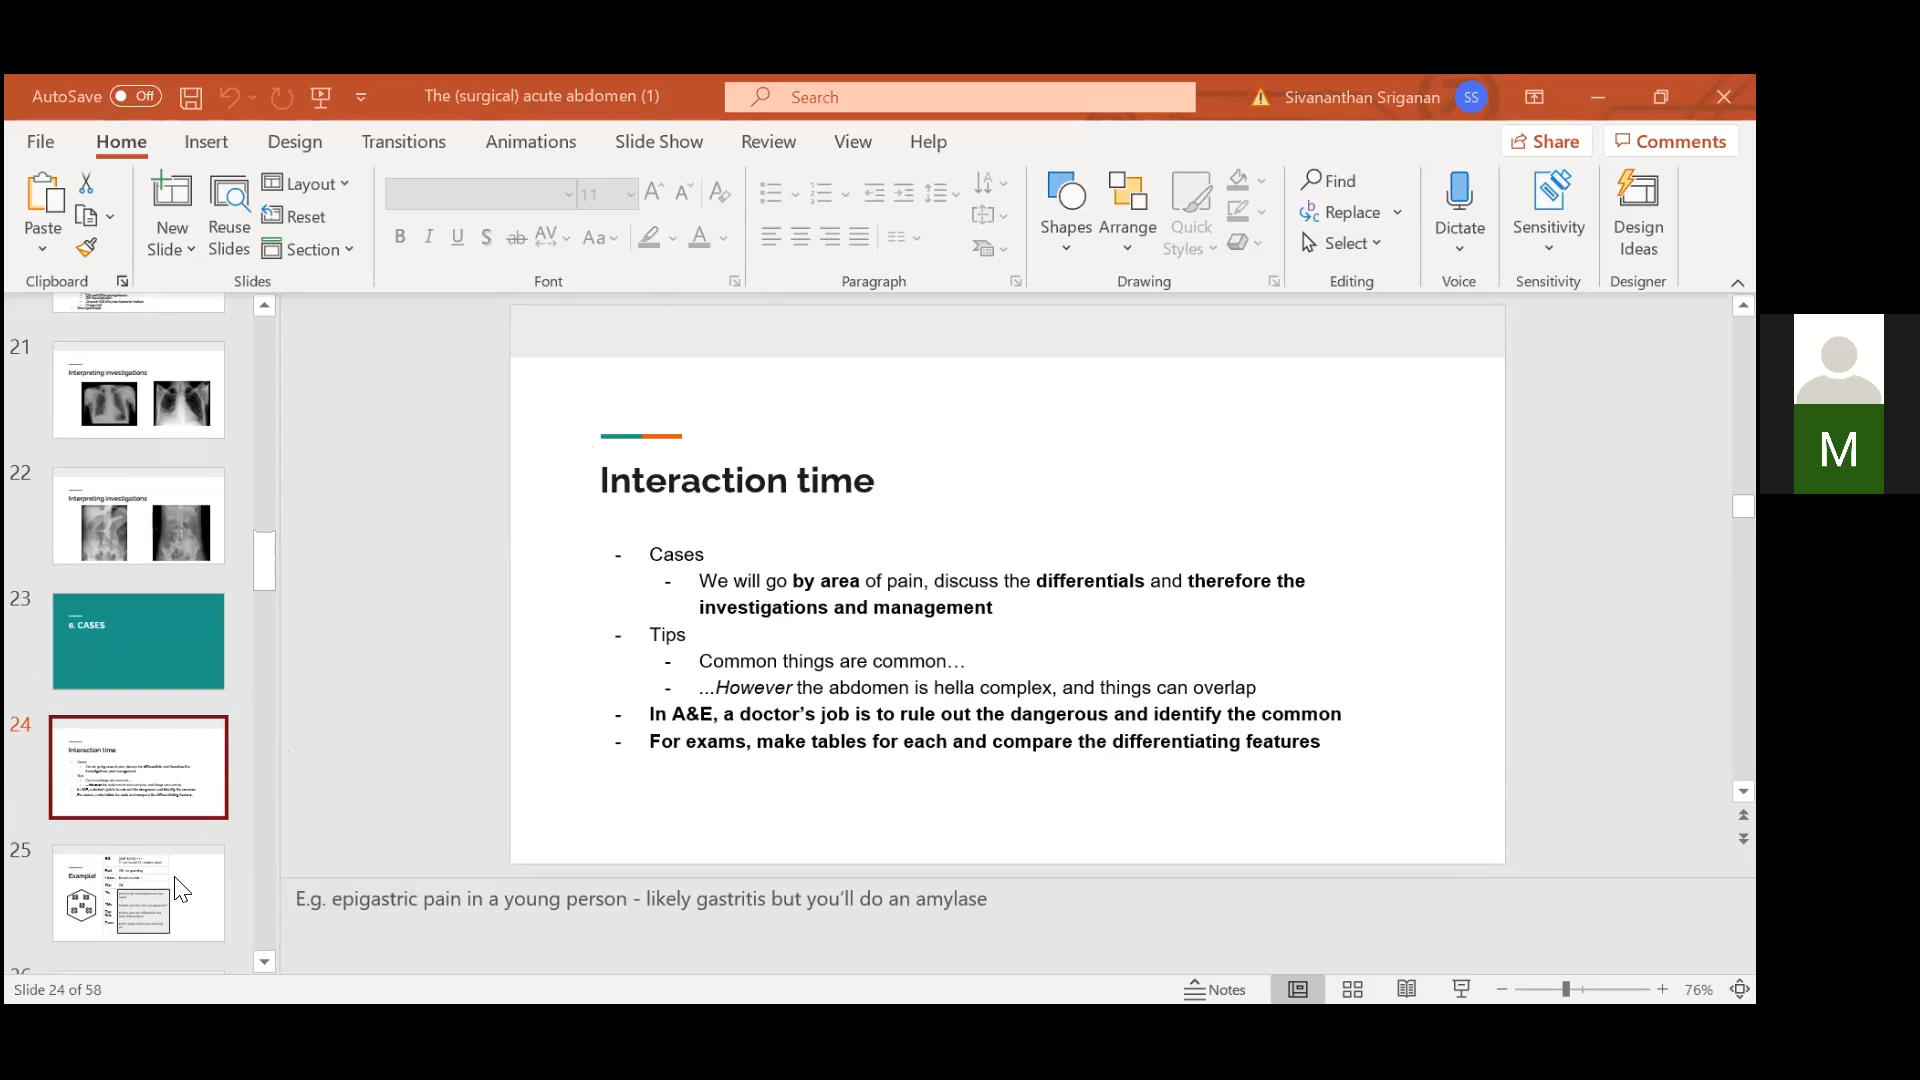 AutoSave Off The (surgical) acute abdomen (1) Search Sivananthan Sriganan SS
File Home Insert Design Transitions Animations Slide Show Review View Help Share Comments
Paste
New Slide
Reuse Slides
Layout
Reset
Section
11
Shapes
Arrange
Quick Styles
Find
Replace
Select
Dictate
Sensitivity
Design Ideas
Clipboard Slides Font Paragraph Drawing Editing Voice Sensitivity Designer
21
Interpreting investigations
22
Interpreting investigations
23
6. CASES
24
Interaction time
25
Example!
Interaction time
- Cases
- We will go by area of pain, discuss the differentials and therefore the
investigations and management
- Tips
- Common things are common…
- ...However the abdomen is hella complex, and things can overlap
- In A&E, a doctor's job is to rule out the dangerous and identify the common
- For exams, make tables for each and compare the differentiating features
E.g. epigastric pain in a young person - likely gastritis but you'll do an amylase
Slide 24 of 58 Notes 76%
M